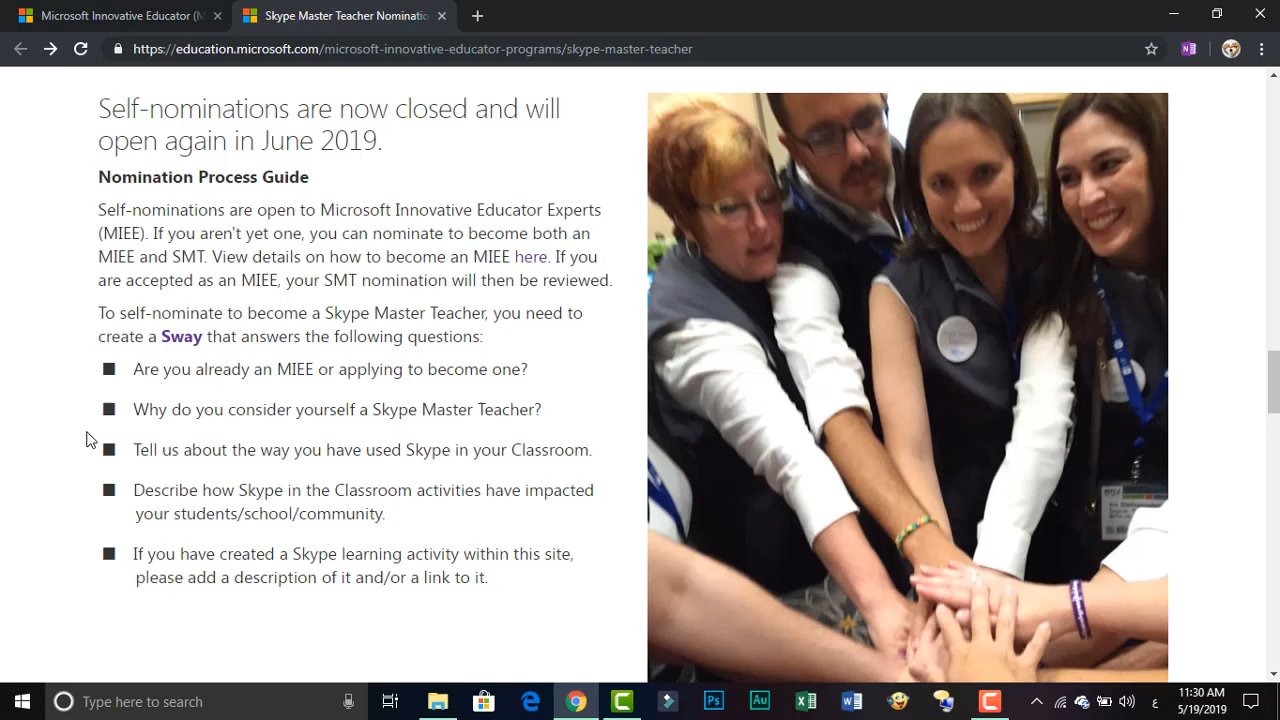 Microsoft Innovative Educator (M
Skype Master Teacher Nominatio
https://education.microsoft.com/microsoft-innovative-educator-programs/skype-master-teacher
Self-nominations are now closed and will
open again in June 2019.
Nomination Process Guide
Self-nominations are open to Microsoft Innovative Educator Experts
(MIEE). If you aren't yet one, you can nominate to become both an
MIEE and SMT. View details on how to become an MIEE here. If you
are accepted as an MIEE, your SMT nomination will then be reviewed.
To self-nominate to become a Skype Master Teacher, you need to
create a Sway that answers the following questions:
Are you already an MIEE or applying to become one?
Why do you consider yourself a Skype Master Teacher?
Tell us about the way you have used Skype in your Classroom.
Describe how Skype in the Classroom activities have impacted
your students/school/community.
If you have created a Skype learning activity within this site,
please add a description of it and/or a link to it.
Type here to search
Ps
Au
ع
11:30 AM
5/19/2019